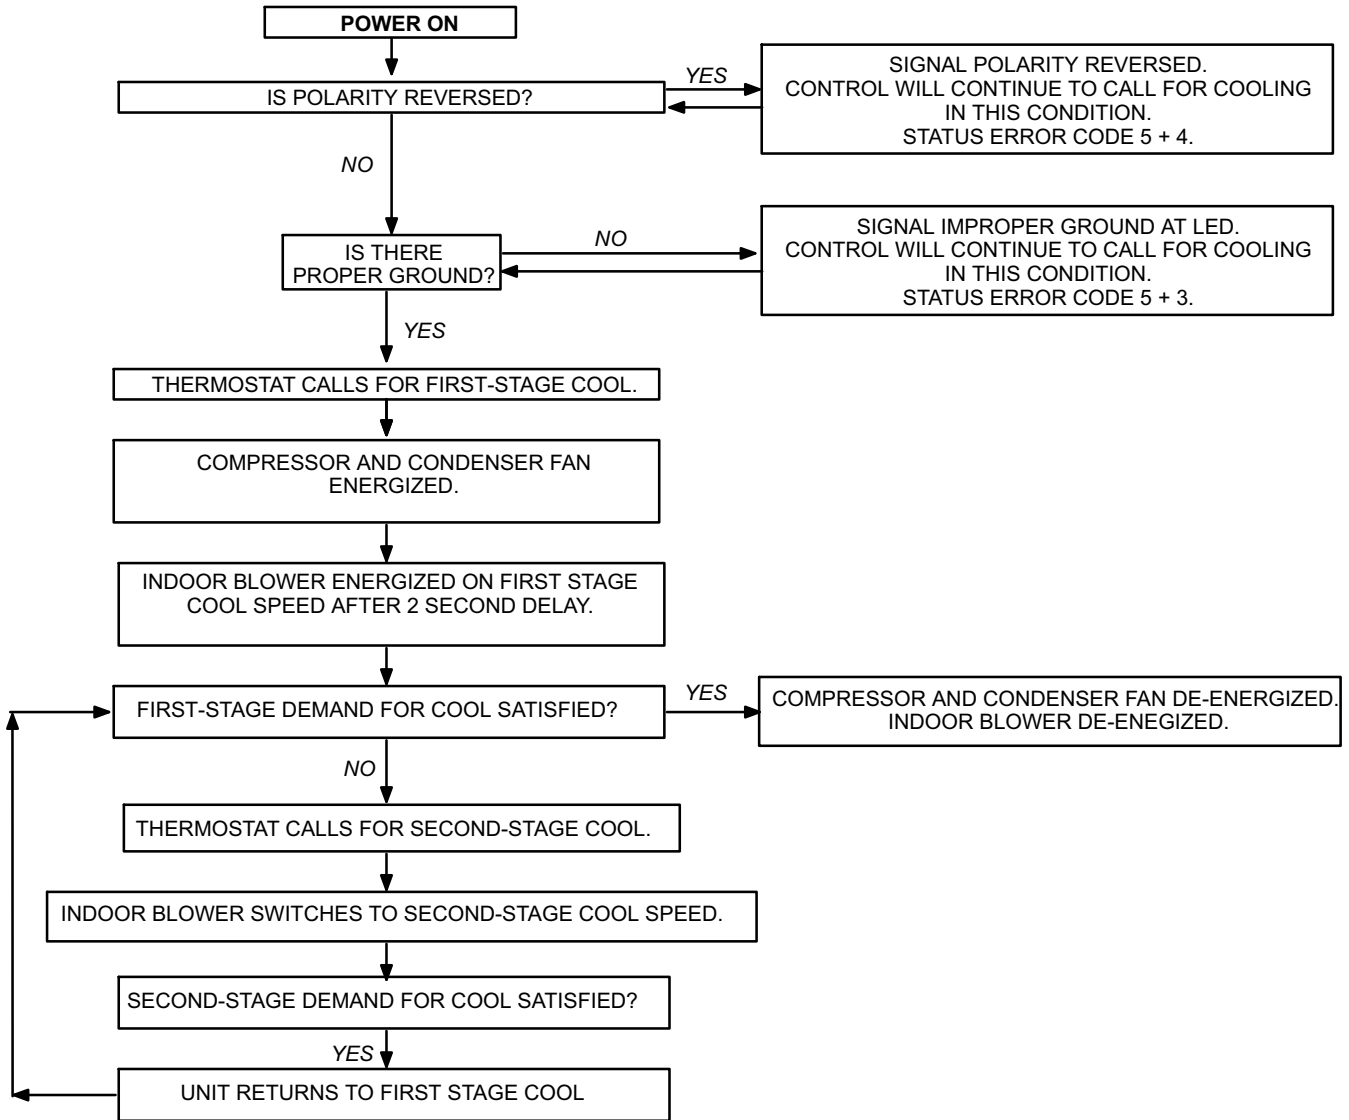 POWER ON
IS POLARITY REVERSED?
YES
SIGNAL POLARITY REVERSED.
CONTROL WILL CONTINUE TO CALL FOR COOLING
IN THIS CONDITION.
STATUS ERROR CODE 5 + 4.
NO
IS THERE
PROPER GROUND?
NO
SIGNAL IMPROPER GROUND AT LED.
CONTROL WILL CONTINUE TO CALL FOR COOLING
IN THIS CONDITION.
STATUS ERROR CODE 5 + 3.
YES
THERMOSTAT CALLS FOR FIRST-STAGE COOL.
COMPRESSOR AND CONDENSER FAN
ENERGIZED.
INDOOR BLOWER ENERGIZED ON FIRST STAGE
COOL SPEED AFTER 2 SECOND DELAY.
FIRST-STAGE DEMAND FOR COOL SATISFIED?
YES
COMPRESSOR AND CONDENSER FAN DE-ENERGIZED.
INDOOR BLOWER DE-ENEGIZED.
NO
THERMOSTAT CALLS FOR SECOND-STAGE COOL.
INDOOR BLOWER SWITCHES TO SECOND-STAGE COOL SPEED.
SECOND-STAGE DEMAND FOR COOL SATISFIED?
YES
UNIT RETURNS TO FIRST STAGE COOL